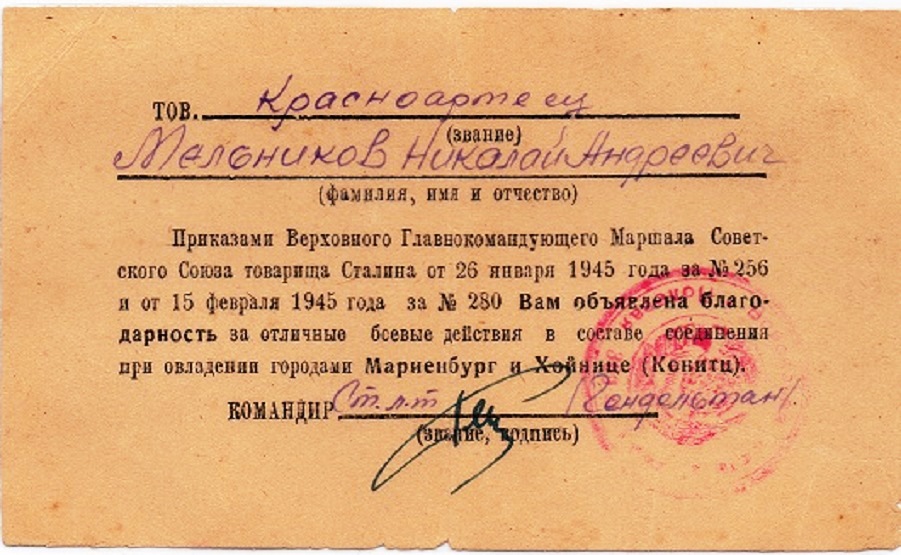 ТОВ. Красноармеец
(звание)
Мельников Николай Андреевич
(фамилия, имя и отчество)
Приказами Верховного Главнокомандующего Маршала Совет-
ского Союза товарища Сталина от 26 января 1945 года за № 256
и от 15 февраля 1945 года за № 280 Вам объявлена благо-
дарность за отличные боевые действия в составе соединения
при овладении городами Мариенбург и Хойнице (Конитц).
КОМАНДИР Ст. л-т
(звание, подпись)